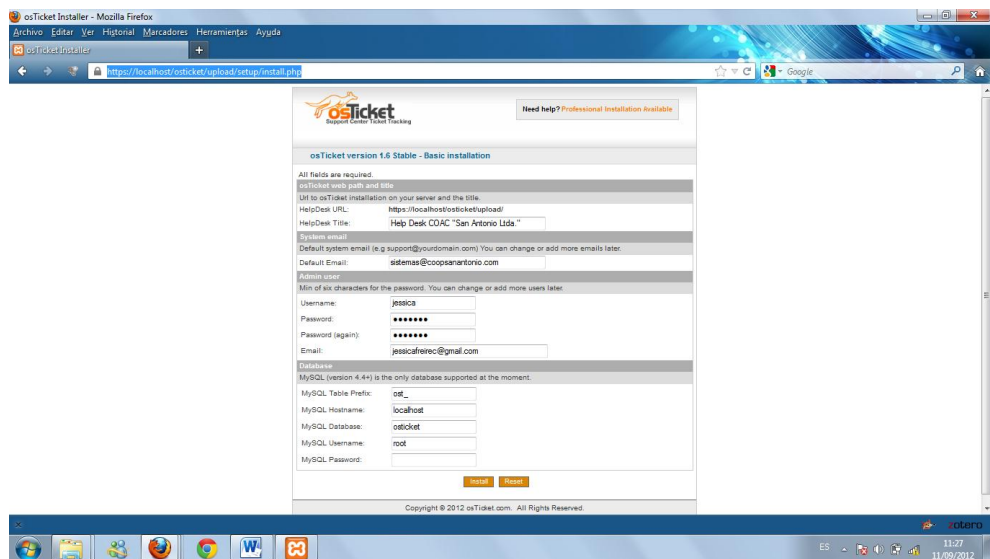 osTicket Installer - Mozilla Firefox
Archivo Editar Ver Historial Marcadores Herramientas Ayuda
osTicket Installer
https://localhost/osticket/upload/setup/install.php
Google
osTicket
Support Center Ticket Tracking
Need help? Professional Installation Available
osTicket version 1.6 Stable - Basic installation
All fields are required.
osTicket web path and title
Url to osTicket installation on your server and the title.
HelpDesk URL: https://localhost/osticket/upload/
HelpDesk Title: Help Desk COAC "San Antonio Ltda."
System email
Default system email (e.g support@yourdomain.com) You can change or add more emails later.
Default Email: sistemas@coopsanantonio.com
Admin user
Min of six characters for the password. You can change or add more users later.
Username: jessica
Password: •••••••
Password (again): •••••••
Email: jessicafreirec@gmail.com
Database
MySQL (version 4.4+) is the only database supported at the moment.
MySQL Table Prefix: ost_
MySQL Hostname: localhost
MySQL Database: osticket
MySQL Username: root
MySQL Password:
Install Reset
Copyright © 2012 osTicket.com. All Rights Reserved.
zotero
ES
11:27
11/09/2012